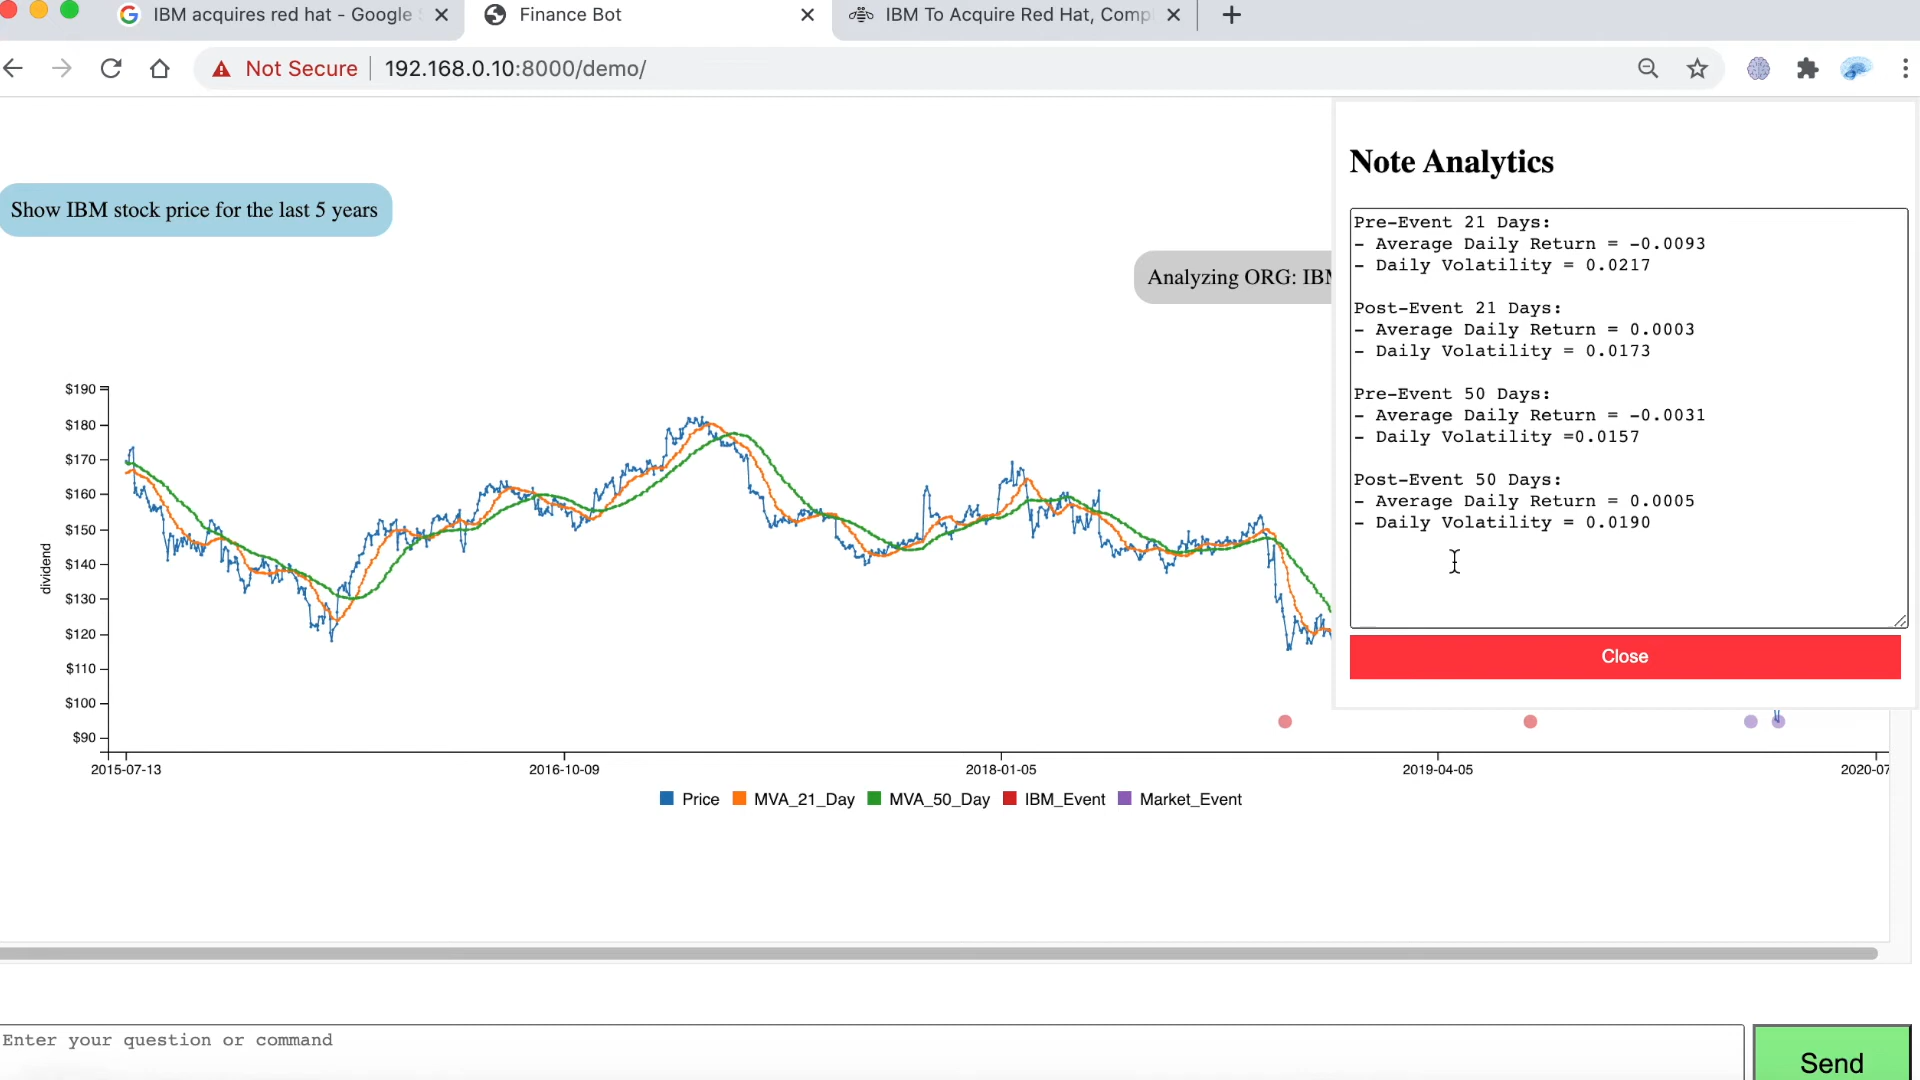 IBM acquires red hat - Google
Finance Bot
IBM To Acquire Red Hat, Comp
Not Secure
192.168.0.10:8000/demo/
Show IBM stock price for the last 5 years
Analyzing ORG: IBM
Note Analytics
Pre-Event 21 Days:
- Average Daily Return = -0.0093
- Daily Volatility = 0.0217
Post-Event 21 Days:
- Average Daily Return = 0.0003
- Daily Volatility = 0.0173
Pre-Event 50 Days:
- Average Daily Return = -0.0031
- Daily Volatility =0.0157
Post-Event 50 Days:
- Average Daily Return = 0.0005
- Daily Volatility = 0.0190
Close
$190
$180
$170
$160
$150
$140
$130
$120
$110
$100
$90
dividend
2015-07-13
2016-10-09
2018-01-05
2019-04-05
2020-07
Price
MVA_21_Day
MVA_50_Day
IBM_Event
Market_Event
Enter your question or command
Send